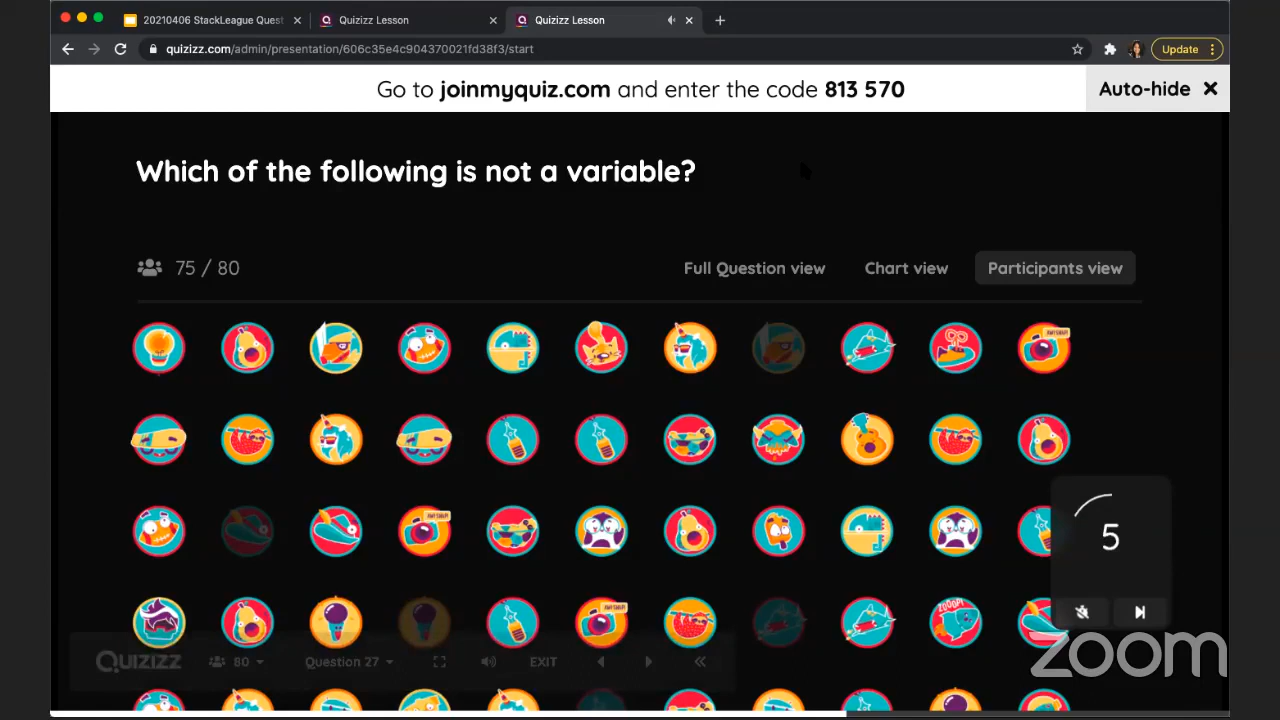 20210406 StackLeague Quest
Quizizz Lesson
Quizizz Lesson
quizizz.com/admin/presentation/606c35e4c904370021fd38f3/start
Update
Go to joinmyquiz.com and enter the code 813 570
Auto-hide
Which of the following is not a variable?
75 / 80
Full Question view
Chart view
Participants view
5
Quizizz
80
Question 27
EXIT
zoom